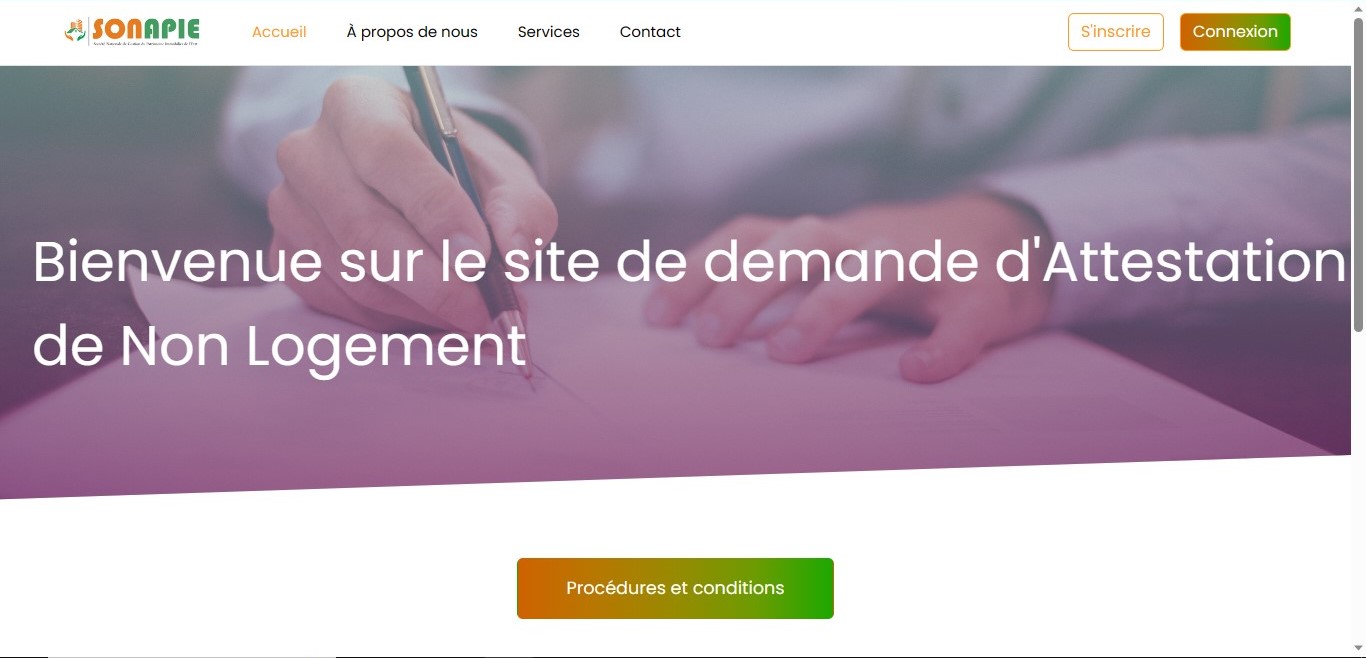 SONAPIE
Société Nationale de Gestion du Patrimoine Immobilier de l'Etat
Accueil
À propos de nous
Services
Contact
S'inscrire
Connexion
Bienvenue sur le site de demande d'Attestation
de Non Logement
Procédures et conditions